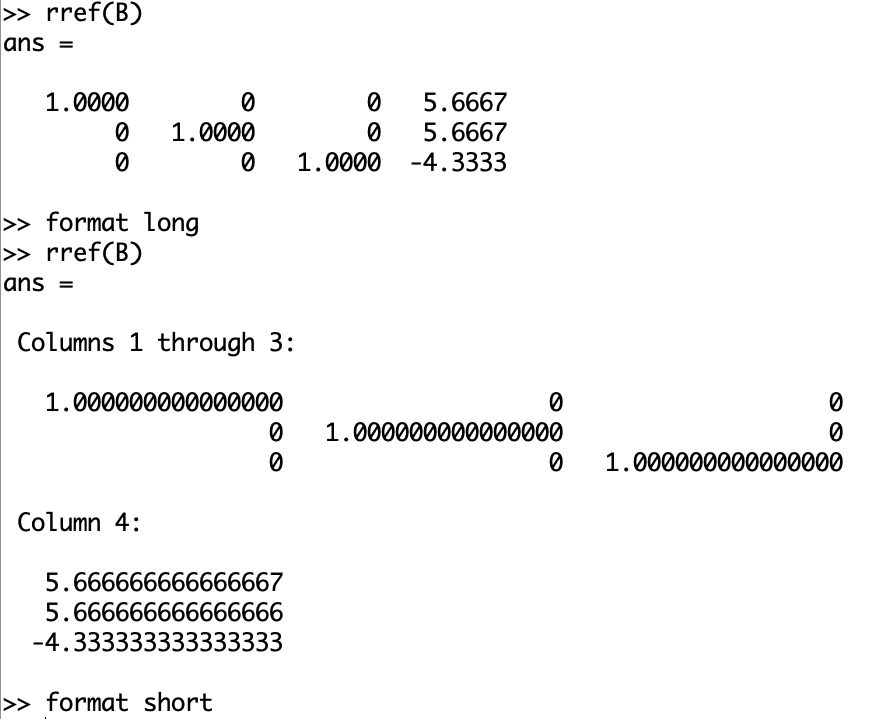 >> rref(B)
ans =
1.0000 0 0 5.6667
0 1.0000 0 5.6667
0 0 1.0000 -4.3333
>> format long
>> rref(B)
ans =
Columns 1 through 3:
1.000000000000000 0 0
0 1.000000000000000 0
0 0 1.000000000000000
Column 4:
5.666666666666667
5.666666666666666
-4.333333333333333
>> format short